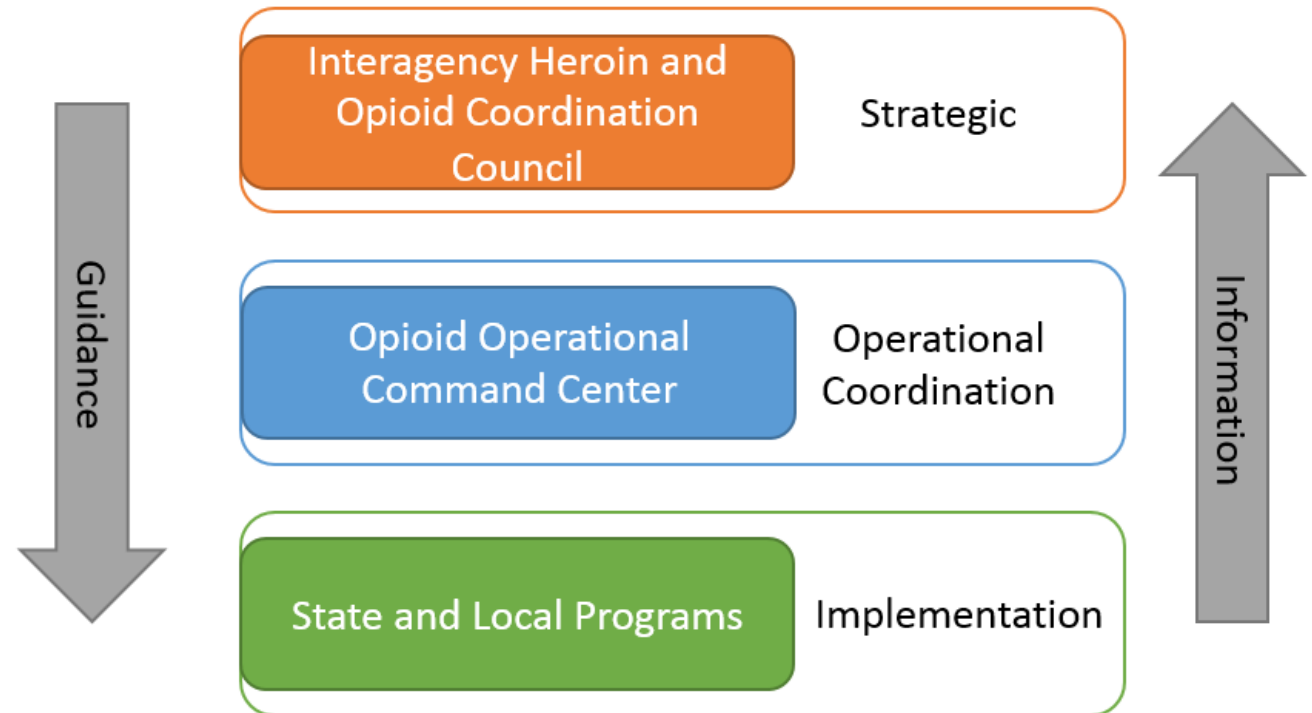 Interagency Heroin and
Opioid Coordination
Council
Strategic
Guidance
Opioid Operational
Command Center
Operational
Coordination
Information
State and Local Programs
Implementation